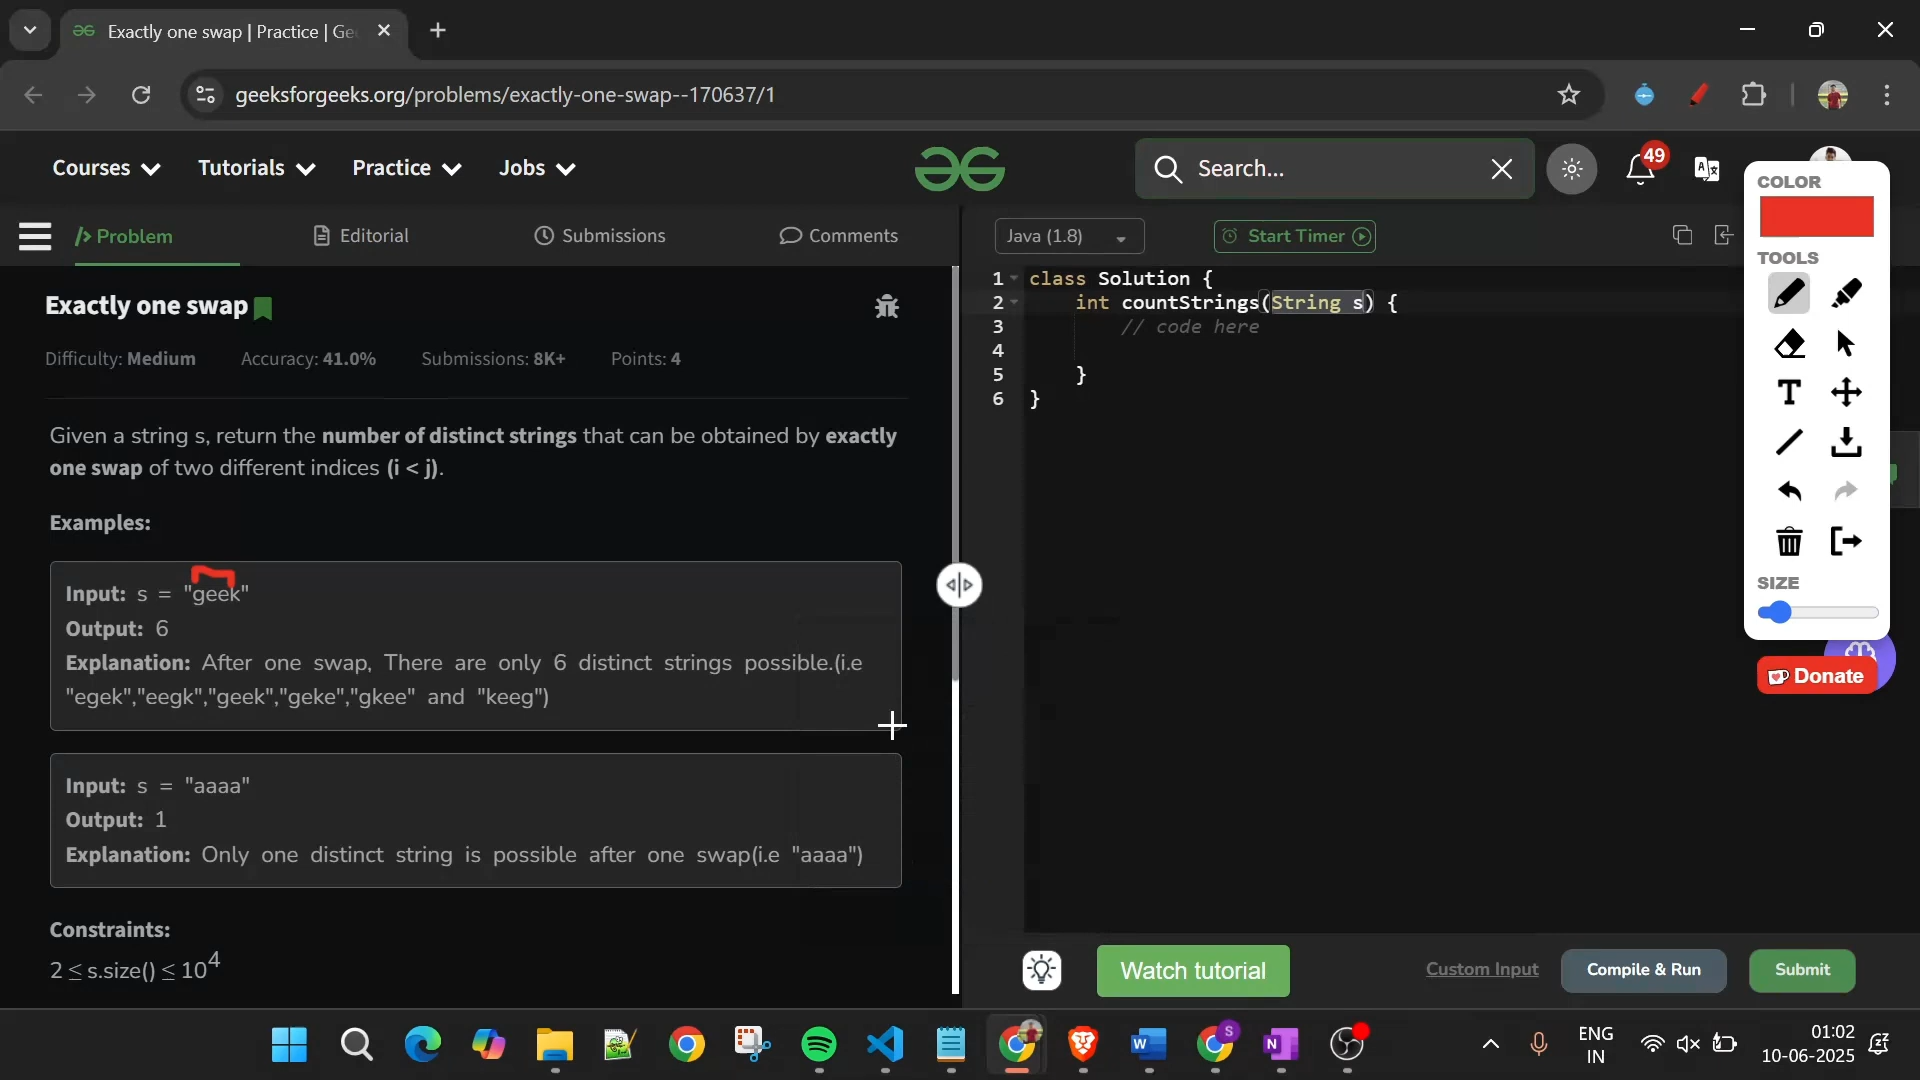 Exactly one swap | Practice | Ge
geeksforgeeks.org/problems/exactly-one-swap--170637/1
Courses Tutorials Practice Jobs
Search...
49
Problem Editorial Submissions Comments
Java (1.8) Start Timer
COLOR
TOOLS
SIZE
Donate
Exactly one swap
Difficulty: Medium Accuracy: 41.0% Submissions: 8K+ Points: 4
Given a string s, return the number of distinct strings that can be obtained by exactly
one swap of two different indices (i < j).
Examples:
Input: s = "geek"
Output: 6
Explanation: After one swap, There are only 6 distinct strings possible.(i.e
"egek","eegk","geek","geke","gkee" and "keeg")
Input: s = "aaaa"
Output: 1
Explanation: Only one distinct string is possible after one swap(i.e "aaaa")
Constraints:
2 ≤ s.size() ≤ 10^4
1 class Solution {
2 int countStrings(String s) {
3 // code here
4
5 }
6 }
Watch tutorial Custom Input Compile & Run Submit
S
W
N
ENG
IN
01:02
10-06-2025